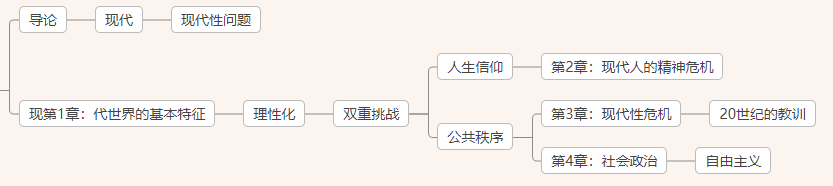 导论
现代
现代性问题
现第1章：代世界的基本特征
理性化
双重挑战
人生信仰
第2章：现代人的精神危机
公共秩序
第3章：现代性危机
20世纪的教训
第4章：社会政治
自由主义